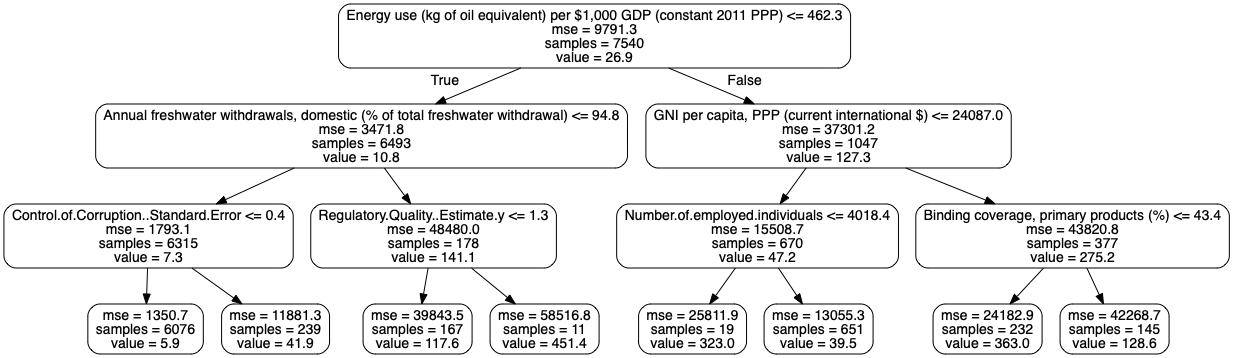 Energy use (kg of oil equivalent) per $1,000 GDP (constant 2011 PPP) <= 462.3
mse = 9791.3
samples = 7540
value = 26.9
True
False
Annual freshwater withdrawals, domestic (% of total freshwater withdrawal) <= 94.8
mse = 3471.8
samples = 6493
value = 10.8
GNI per capita, PPP (current international $) <= 24087.0
mse = 37301.2
samples = 1047
value = 127.3
Control.of.Corruption..Standard.Error <= 0.4
mse = 1793.1
samples = 6315
value = 7.3
Regulatory.Quality..Estimate.y <= 1.3
mse = 48480.0
samples = 178
value = 141.1
Number.of.employed.individuals <= 4018.4
mse = 15508.7
samples = 670
value = 47.2
Binding coverage, primary products (%) <= 43.4
mse = 43820.8
samples = 377
value = 275.2
mse = 1350.7
samples = 6076
value = 5.9
mse = 11881.3
samples = 239
value = 41.9
mse = 39843.5
samples = 167
value = 117.6
mse = 58516.8
samples = 11
value = 451.4
mse = 25811.9
samples = 19
value = 323.0
mse = 13055.3
samples = 651
value = 39.5
mse = 24182.9
samples = 232
value = 363.0
mse = 42268.7
samples = 145
value = 128.6